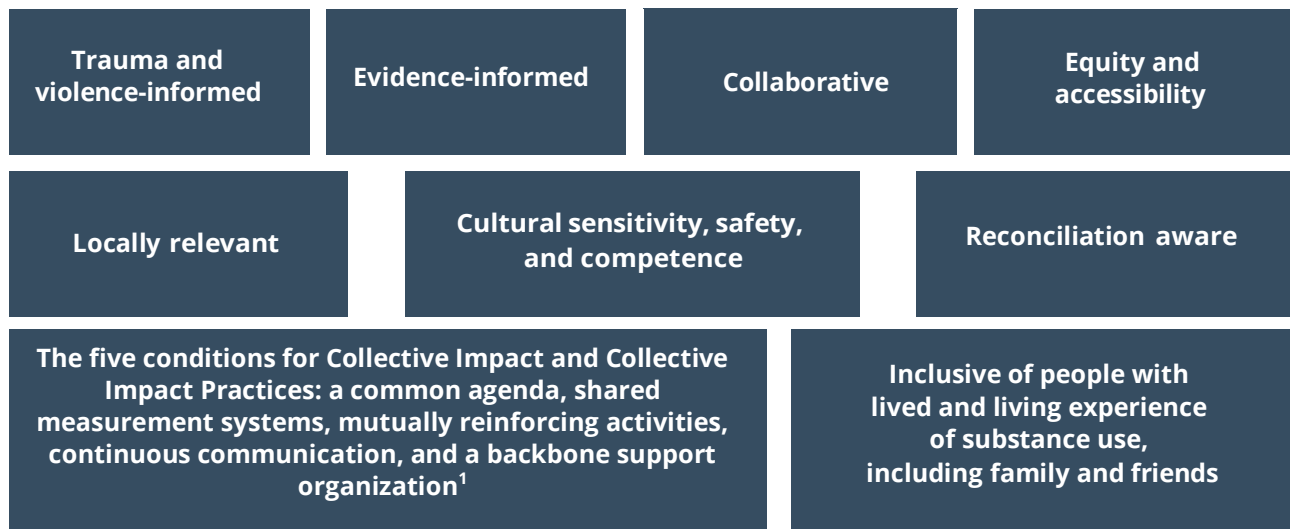 Trauma and
violence-informed
Evidence-informed
Collaborative
Equity and
accessibility
Locally relevant
Cultural sensitivity, safety,
and competence
Reconciliation aware
The five conditions for Collective Impact and Collective
Impact Practices: a common agenda, shared
measurement systems, mutually reinforcing activities,
continuous communication, and a backbone support
organization¹
Inclusive of people with
lived and living experience
of substance use,
including family and friends